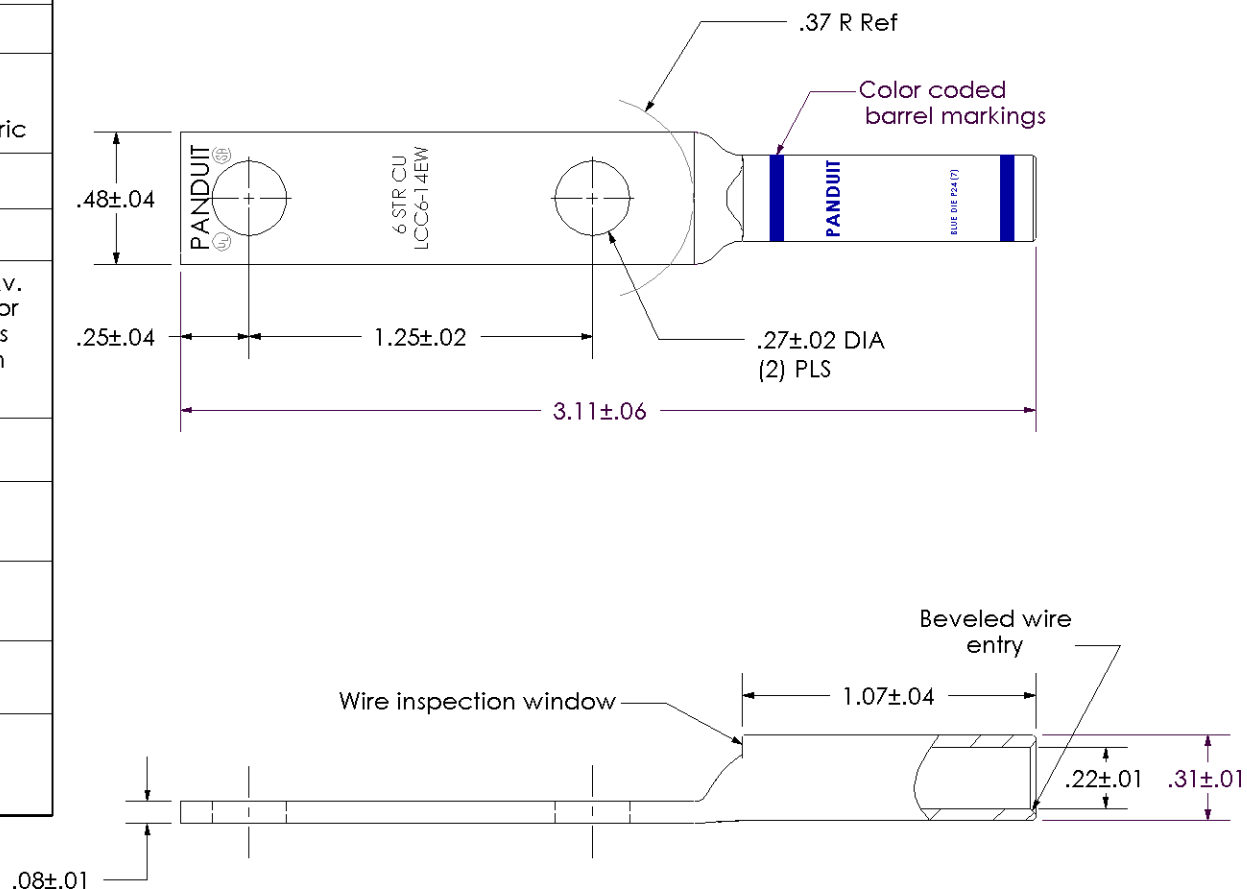 .37 R Ref
Color coded
barrel markings
ric
.48±.04
PANDUIT
SA
UL
6 STR CU
LCC6-14EW
PANDUIT
BLUE DIE P24 (7)
v.
or
s
n
.25±.04
1.25±.02
.27±.02 DIA
(2) PLS
3.11±.06
Beveled wire
entry
Wire inspection window
1.07±.04
.22±.01
.31±.01
.08±.01